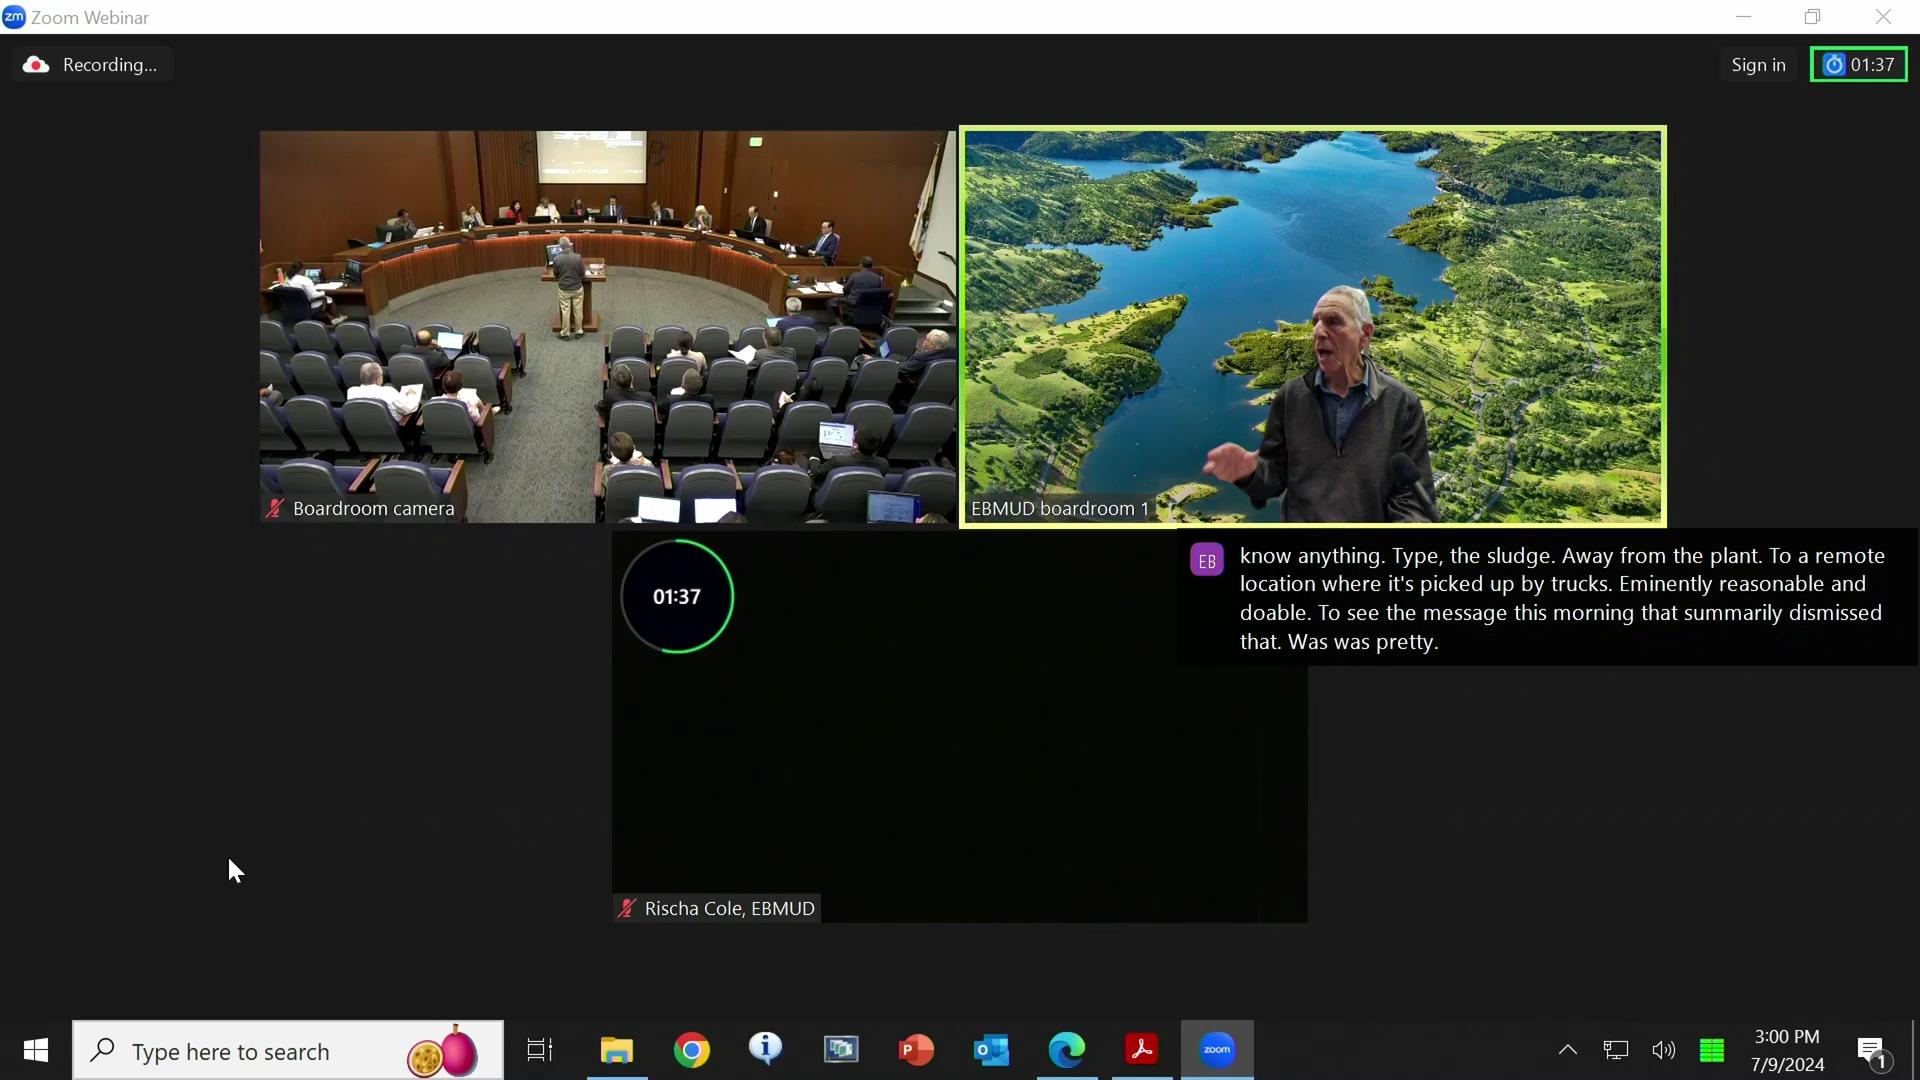 zm Zoom Webinar
Recording...
Sign in
01:37
Boardroom camera
EBMUD boardroom 1
EB
know anything. Type, the sludge. Away from the plant. To a remote
location where it's picked up by trucks. Eminently reasonable and
doable. To see the message this morning that summarily dismissed
that. Was was pretty.
01:37
Rischa Cole, EBMUD
Type here to search
zoom
3:00 PM
7/9/2024
1